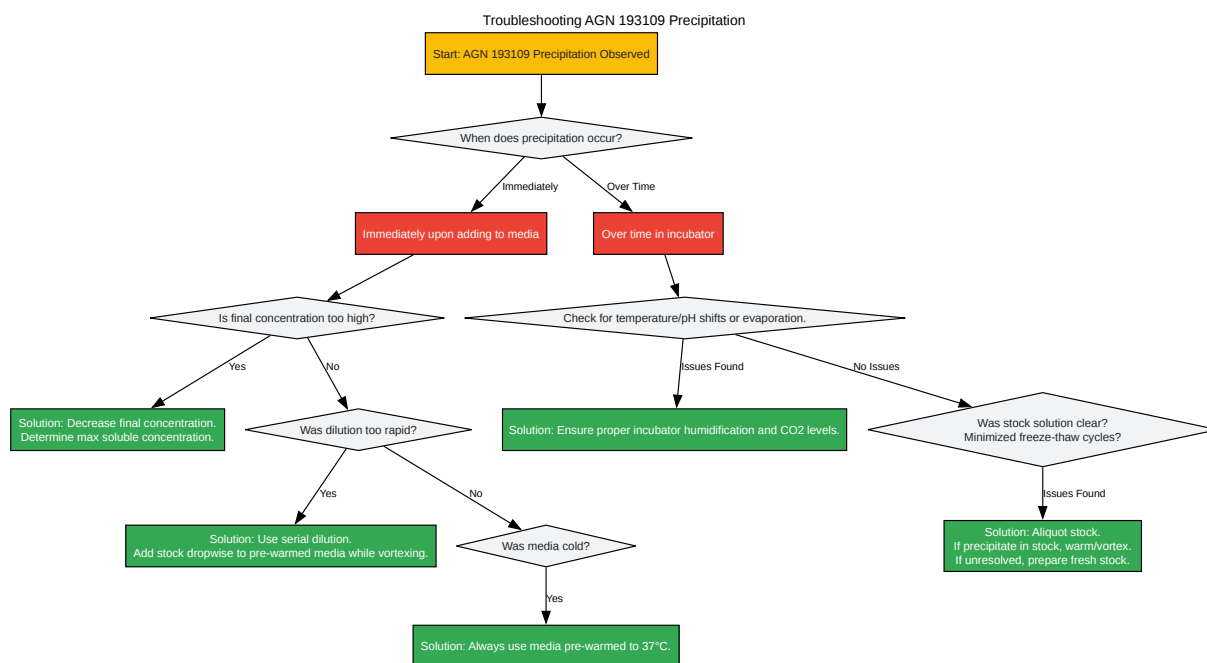 Troubleshooting AGN 193109 Precipitation
Start: AGN 193109 Precipitation Observed
When does precipitation occur?
Immediately
Over Time
Immediately upon adding to media
Over time in incubator
Is final concentration too high?
Check for temperature/pH shifts or evaporation.
Yes
No
Issues Found
No Issues
Solution: Decrease final concentration.
Determine max soluble concentration.
Was dilution too rapid?
Solution: Ensure proper incubator humidification and CO2 levels.
Was stock solution clear?
Minimized freeze-thaw cycles?
Yes
No
Issues Found
Solution: Use serial dilution.
Add stock dropwise to pre-warmed media while vortexing.
Was media cold?
Solution: Aliquot stock.
If precipitate in stock, warm/vortex.
If unresolved, prepare fresh stock.
Yes
Solution: Always use media pre-warmed to 37°C.